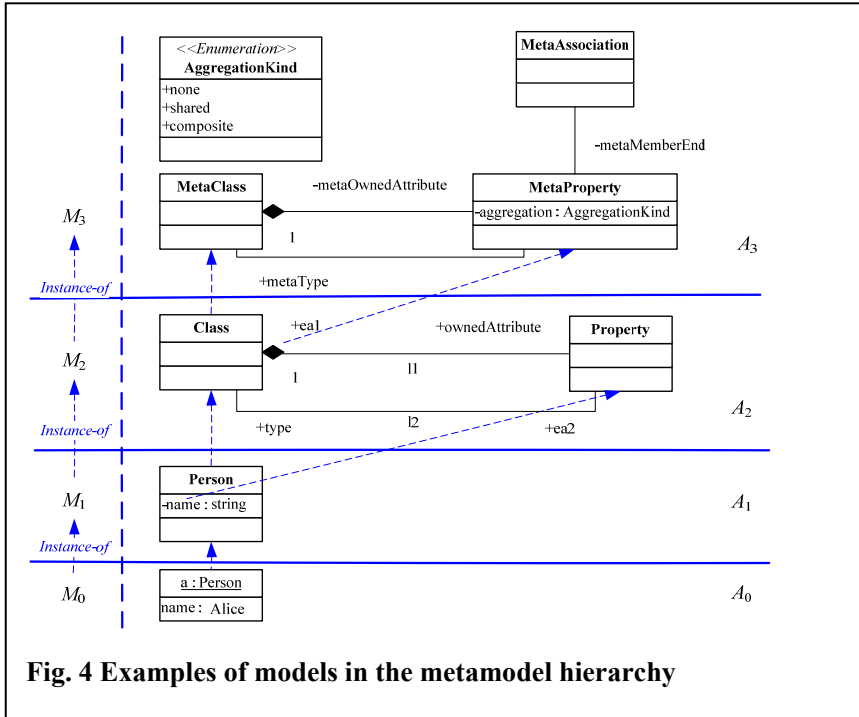 <<Enumeration>>
AggregationKind
+none
+shared
+composite
MetaAssociation
-metaMemberEnd
MetaClass
-metaOwnedAttribute
MetaProperty
-aggregation : AggregationKind
1
+metaType
M3
A3
Instance-of
Class
+ea1
+ownedAttribute
Property
1
l1
M2
l2
+type
+ea2
A2
Instance-of
Person
-name : string
M1
A1
Instance-of
a : Person
name : Alice
M0
A0
Fig. 4 Examples of models in the metamodel hierarchy